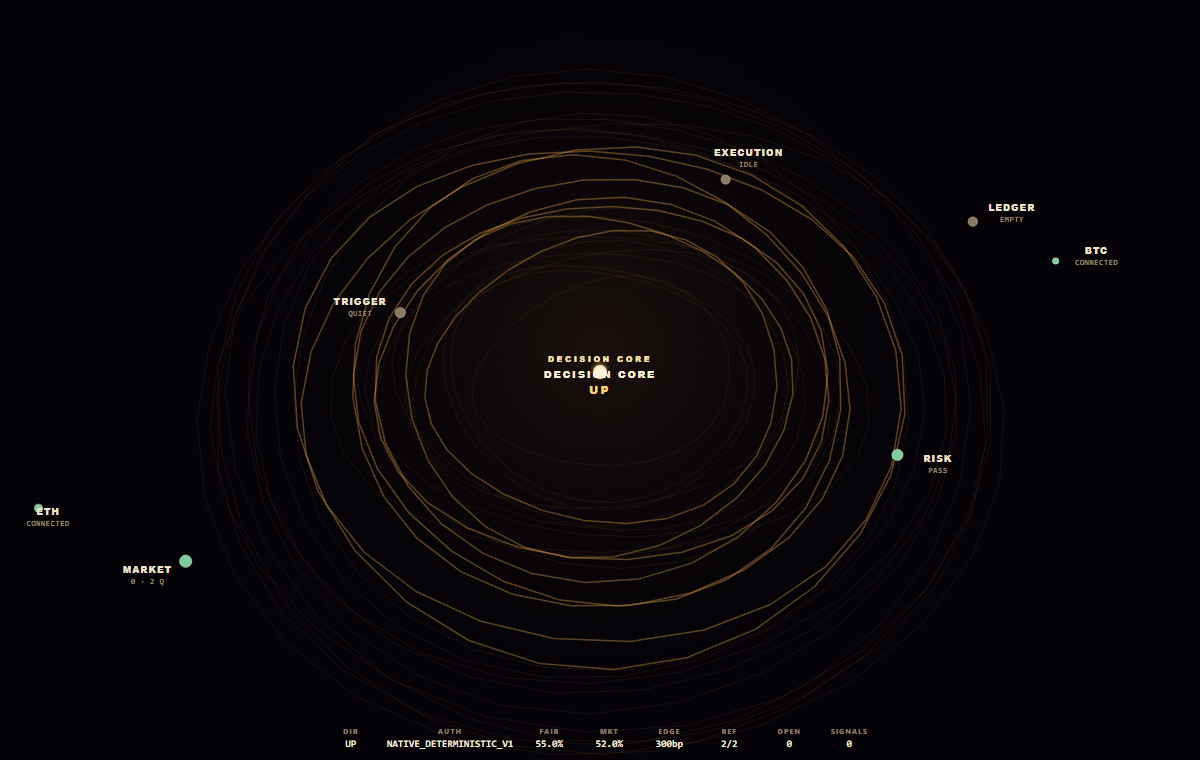 EXECUTION
IDLE
LEDGER
EMPTY
BTC
CONNECTED
TRIGGER
QUIET
DECISION CORE
DECISION CORE
UP
RISK
PASS
ETH
CONNECTED
MARKET
0 · 2 Q
DIR AUTH FAIR MKT EDGE REF OPEN SIGNALS
UP NATIVE_DETERMINISTIC_V1 55.0% 52.0% 300bp 2/2 0 0